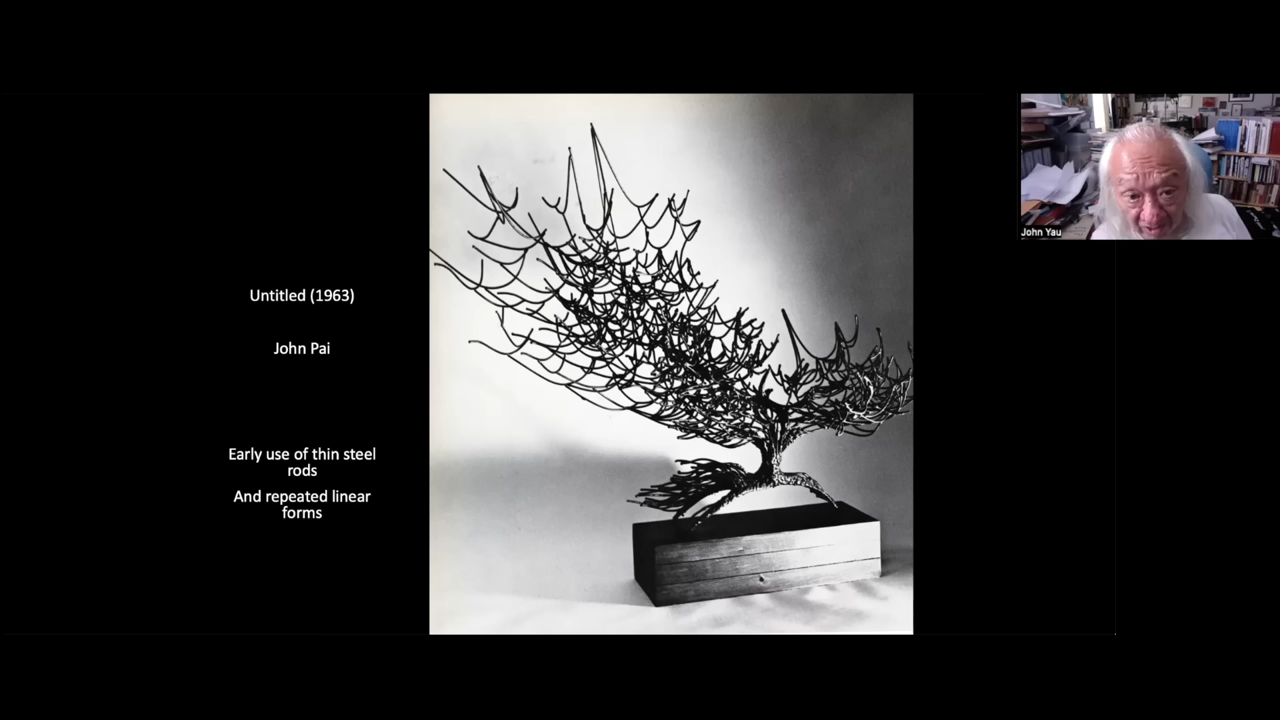 Untitled (1963)
John Pai
Early use of thin steel
rods
And repeated linear
forms
John Yau